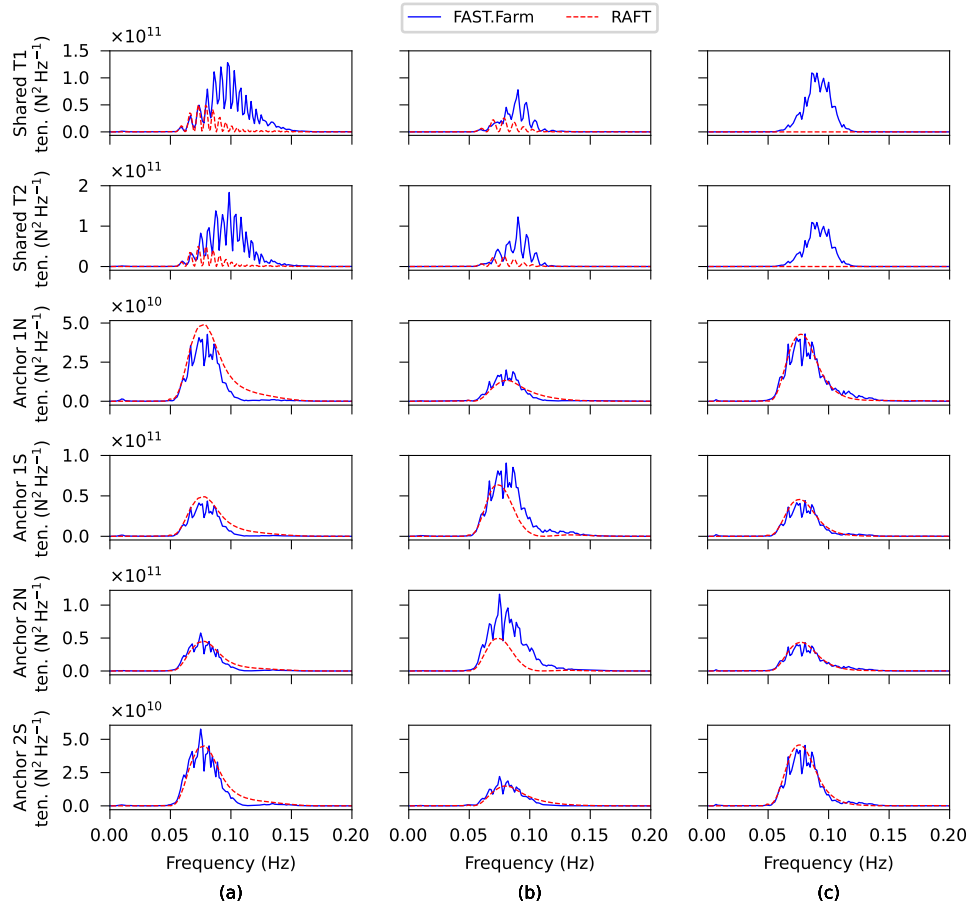 FAST.Farm RAFT
×10¹¹
Shared T1
ten. (N² Hz⁻¹)
1.5
1.0
0.5
0.0
×10¹¹
Shared T2
ten. (N² Hz⁻¹)
2
1
0
×10¹⁰
Anchor 1N
ten. (N² Hz⁻¹)
5.0
2.5
0.0
×10¹¹
Anchor 1S
ten. (N² Hz⁻¹)
1.0
0.5
0.0
×10¹¹
Anchor 2N
ten. (N² Hz⁻¹)
1.0
0.5
0.0
×10¹⁰
Anchor 2S
ten. (N² Hz⁻¹)
5.0
2.5
0.0
0.00 0.05 0.10 0.15 0.20 0.00 0.05 0.10 0.15 0.20 0.00 0.05 0.10 0.15 0.20
Frequency (Hz) Frequency (Hz) Frequency (Hz)
(a) (b) (c)